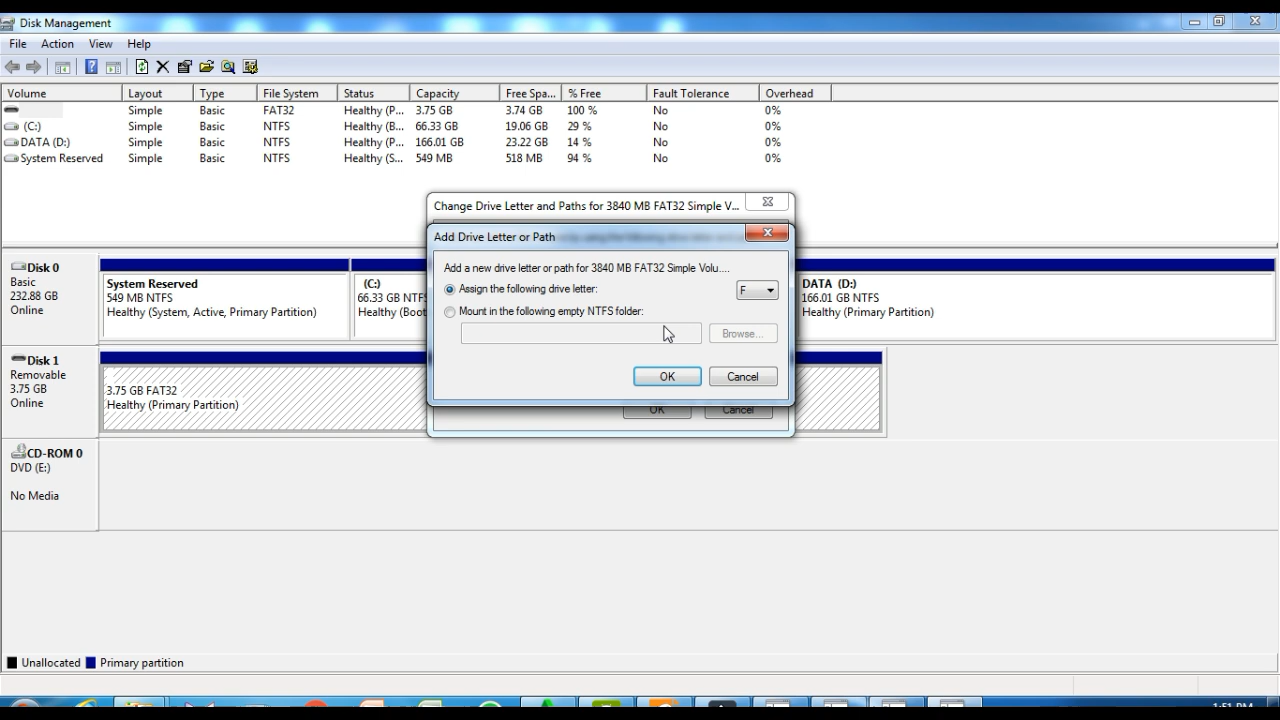 Disk Management
File Action View Help
Volume Layout Type File System Status Capacity Free Spa... % Free Fault Tolerance Overhead
Simple Basic FAT32 Healthy (P... 3.75 GB 3.74 GB 100 % No 0%
(C:) Simple Basic NTFS Healthy (B... 66.33 GB 19.06 GB 29 % No 0%
DATA (D:) Simple Basic NTFS Healthy (P... 166.01 GB 23.22 GB 14 % No 0%
System Reserved Simple Basic NTFS Healthy (S... 549 MB 518 MB 94 % No 0%
Change Drive Letter and Paths for 3840 MB FAT32 Simple V...
Add Drive Letter or Path
Add a new drive letter or path for 3840 MB FAT32 Simple Volu....
Assign the following drive letter: F
Mount in the following empty NTFS folder:
Browse...
OK Cancel
OK Cancel
Disk 0
Basic
232.88 GB
Online
System Reserved
549 MB NTFS
Healthy (System, Active, Primary Partition)
(C:)
66.33 GB NTFS
Healthy (Boot
DATA (D:)
166.01 GB NTFS
Healthy (Primary Partition)
Disk 1
Removable
3.75 GB
Online
3.75 GB FAT32
Healthy (Primary Partition)
CD-ROM 0
DVD (E:)
No Media
Unallocated Primary partition
1:51 PM